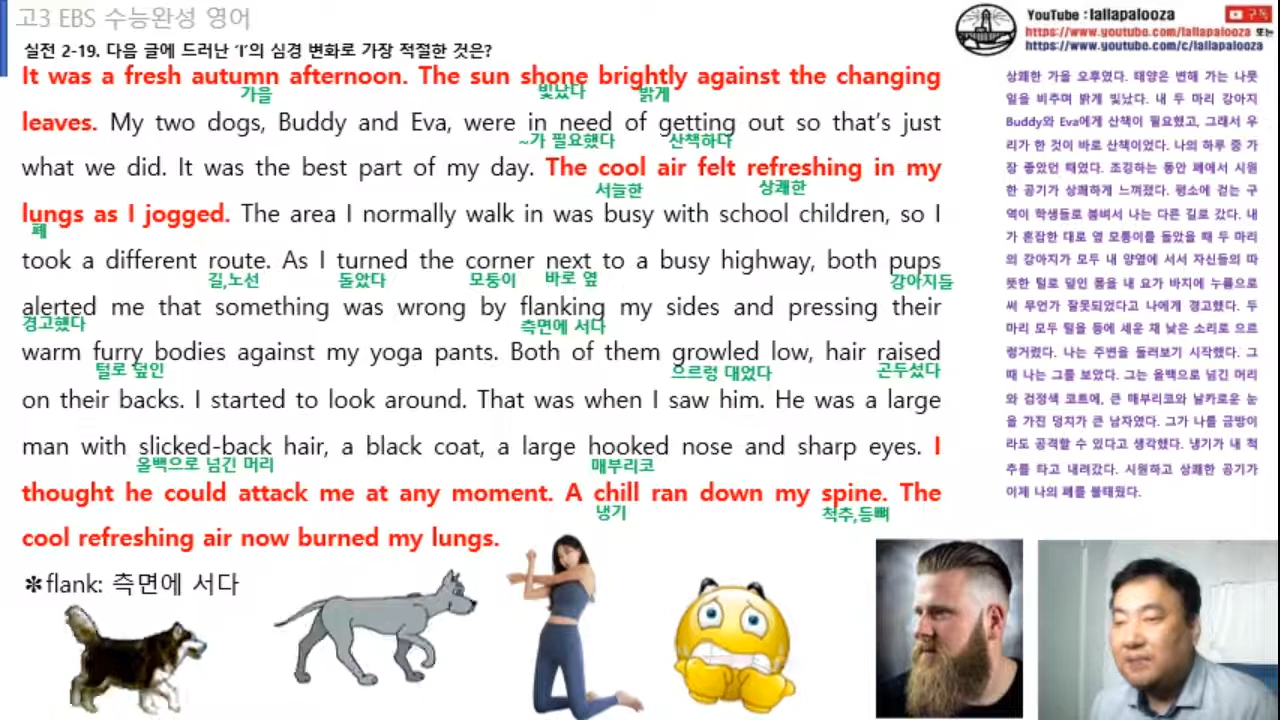 고3 EBS 수능완성 영어
YouTube : lallapalooza 구독
https://www.youtube.com/lallapalooza 또는
https://www.youtube.com/c/lallapalooza
실전 2-19. 다음 글에 드러난 ‘I’의 심경 변화로 가장 적절한 것은?
It was a fresh autumn afternoon. The sun shone brightly against the changing
가을 빛났다 밝게
leaves. My two dogs, Buddy and Eva, were in need of getting out so that’s just
~가 필요했다 산책하다
what we did. It was the best part of my day. The cool air felt refreshing in my
서늘한 상쾌한
lungs as I jogged. The area I normally walk in was busy with school children, so I
폐
took a different route. As I turned the corner next to a busy highway, both pups
길,노선 돌았다 모퉁이 바로 옆 강아지들
alerted me that something was wrong by flanking my sides and pressing their
경고했다 측면에 서다
warm furry bodies against my yoga pants. Both of them growled low, hair raised
털로 덮인 으르렁 대었다 곤두섰다
on their backs. I started to look around. That was when I saw him. He was a large
man with slicked-back hair, a black coat, a large hooked nose and sharp eyes. I
올백으로 넘긴 머리 매부리코
thought he could attack me at any moment. A chill ran down my spine. The
냉기 척추,등뼈
cool refreshing air now burned my lungs.
✻flank: 측면에 서다
상쾌한 가을 오후였다. 태양은 변해 가는 나뭇
잎을 비추며 밝게 빛났다. 내 두 마리 강아지
Buddy와 Eva에게 산책이 필요했고, 그래서 우
리가 한 것이 바로 산책이었다. 나의 하루 중 가
장 좋았던 때였다. 조깅하는 동안 폐에서 시원
한 공기가 상쾌하게 느껴졌다. 평소에 걷는 구
역이 학생들로 붐벼서 나는 다른 길로 갔다. 내
가 혼잡한 대로 옆 모퉁이를 돌았을 때 두 마리
의 강아지가 모두 내 양옆에 서서 자신들의 따
뜻한 털로 덮인 몸을 내 요가 바지에 누름으로
써 무언가 잘못되었다고 나에게 경고했다. 두
마리 모두 털을 등에 세운 채 낮은 소리로 으르
렁거렸다. 나는 주변을 둘러보기 시작했다. 그
때 나는 그를 보았다. 그는 올백으로 넘긴 머리
와 검정색 코트에, 큰 매부리코와 날카로운 눈
을 가진 덩치가 큰 남자였다. 그가 나를 금방이
라도 공격할 수 있다고 생각했다. 냉기가 내 척
추를 타고 내려갔다. 시원하고 상쾌한 공기가
이제 나의 폐를 불태웠다.